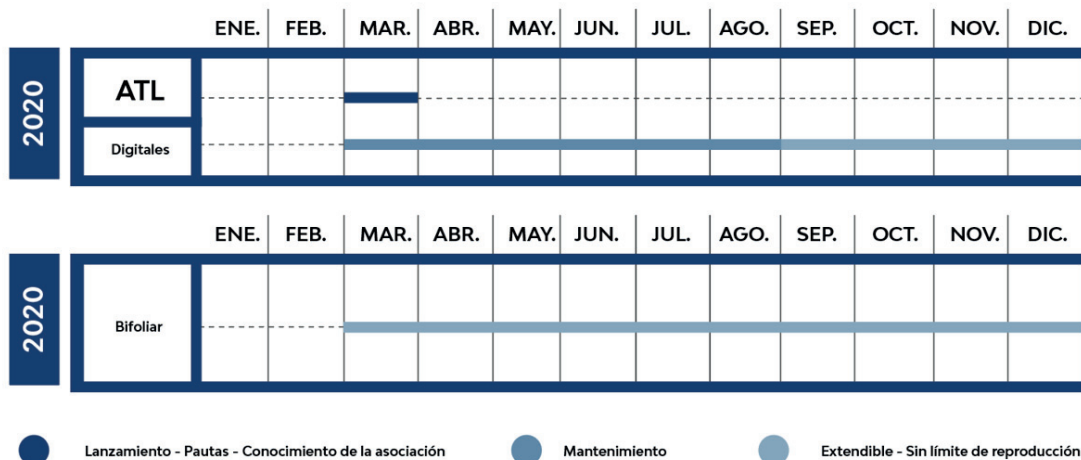 ENE. FEB. MAR. ABR. MAY. JUN. JUL. AGO. SEP. OCT. NOV. DIC.
2020
ATL
Digitales
ENE. FEB. MAR. ABR. MAY. JUN. JUL. AGO. SEP. OCT. NOV. DIC.
2020
Bifoliar
Lanzamiento - Pautas - Conocimiento de la asociación Mantenimiento Extendible - Sin límite de reproducción